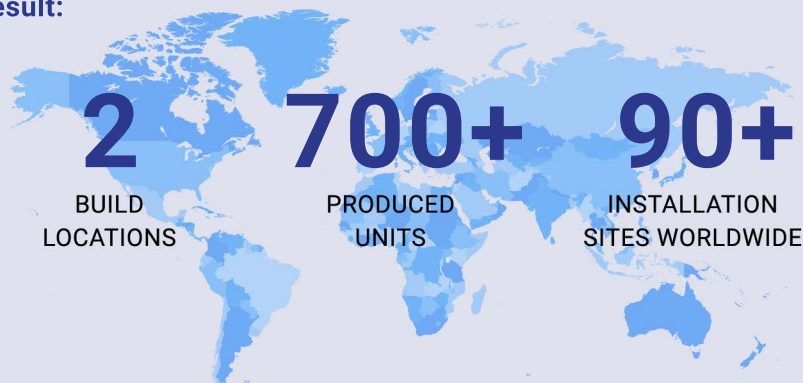 esult:
2
BUILD
LOCATIONS
700+
PRODUCED
UNITS
90+
INSTALLATION
SITES WORLDWIDE